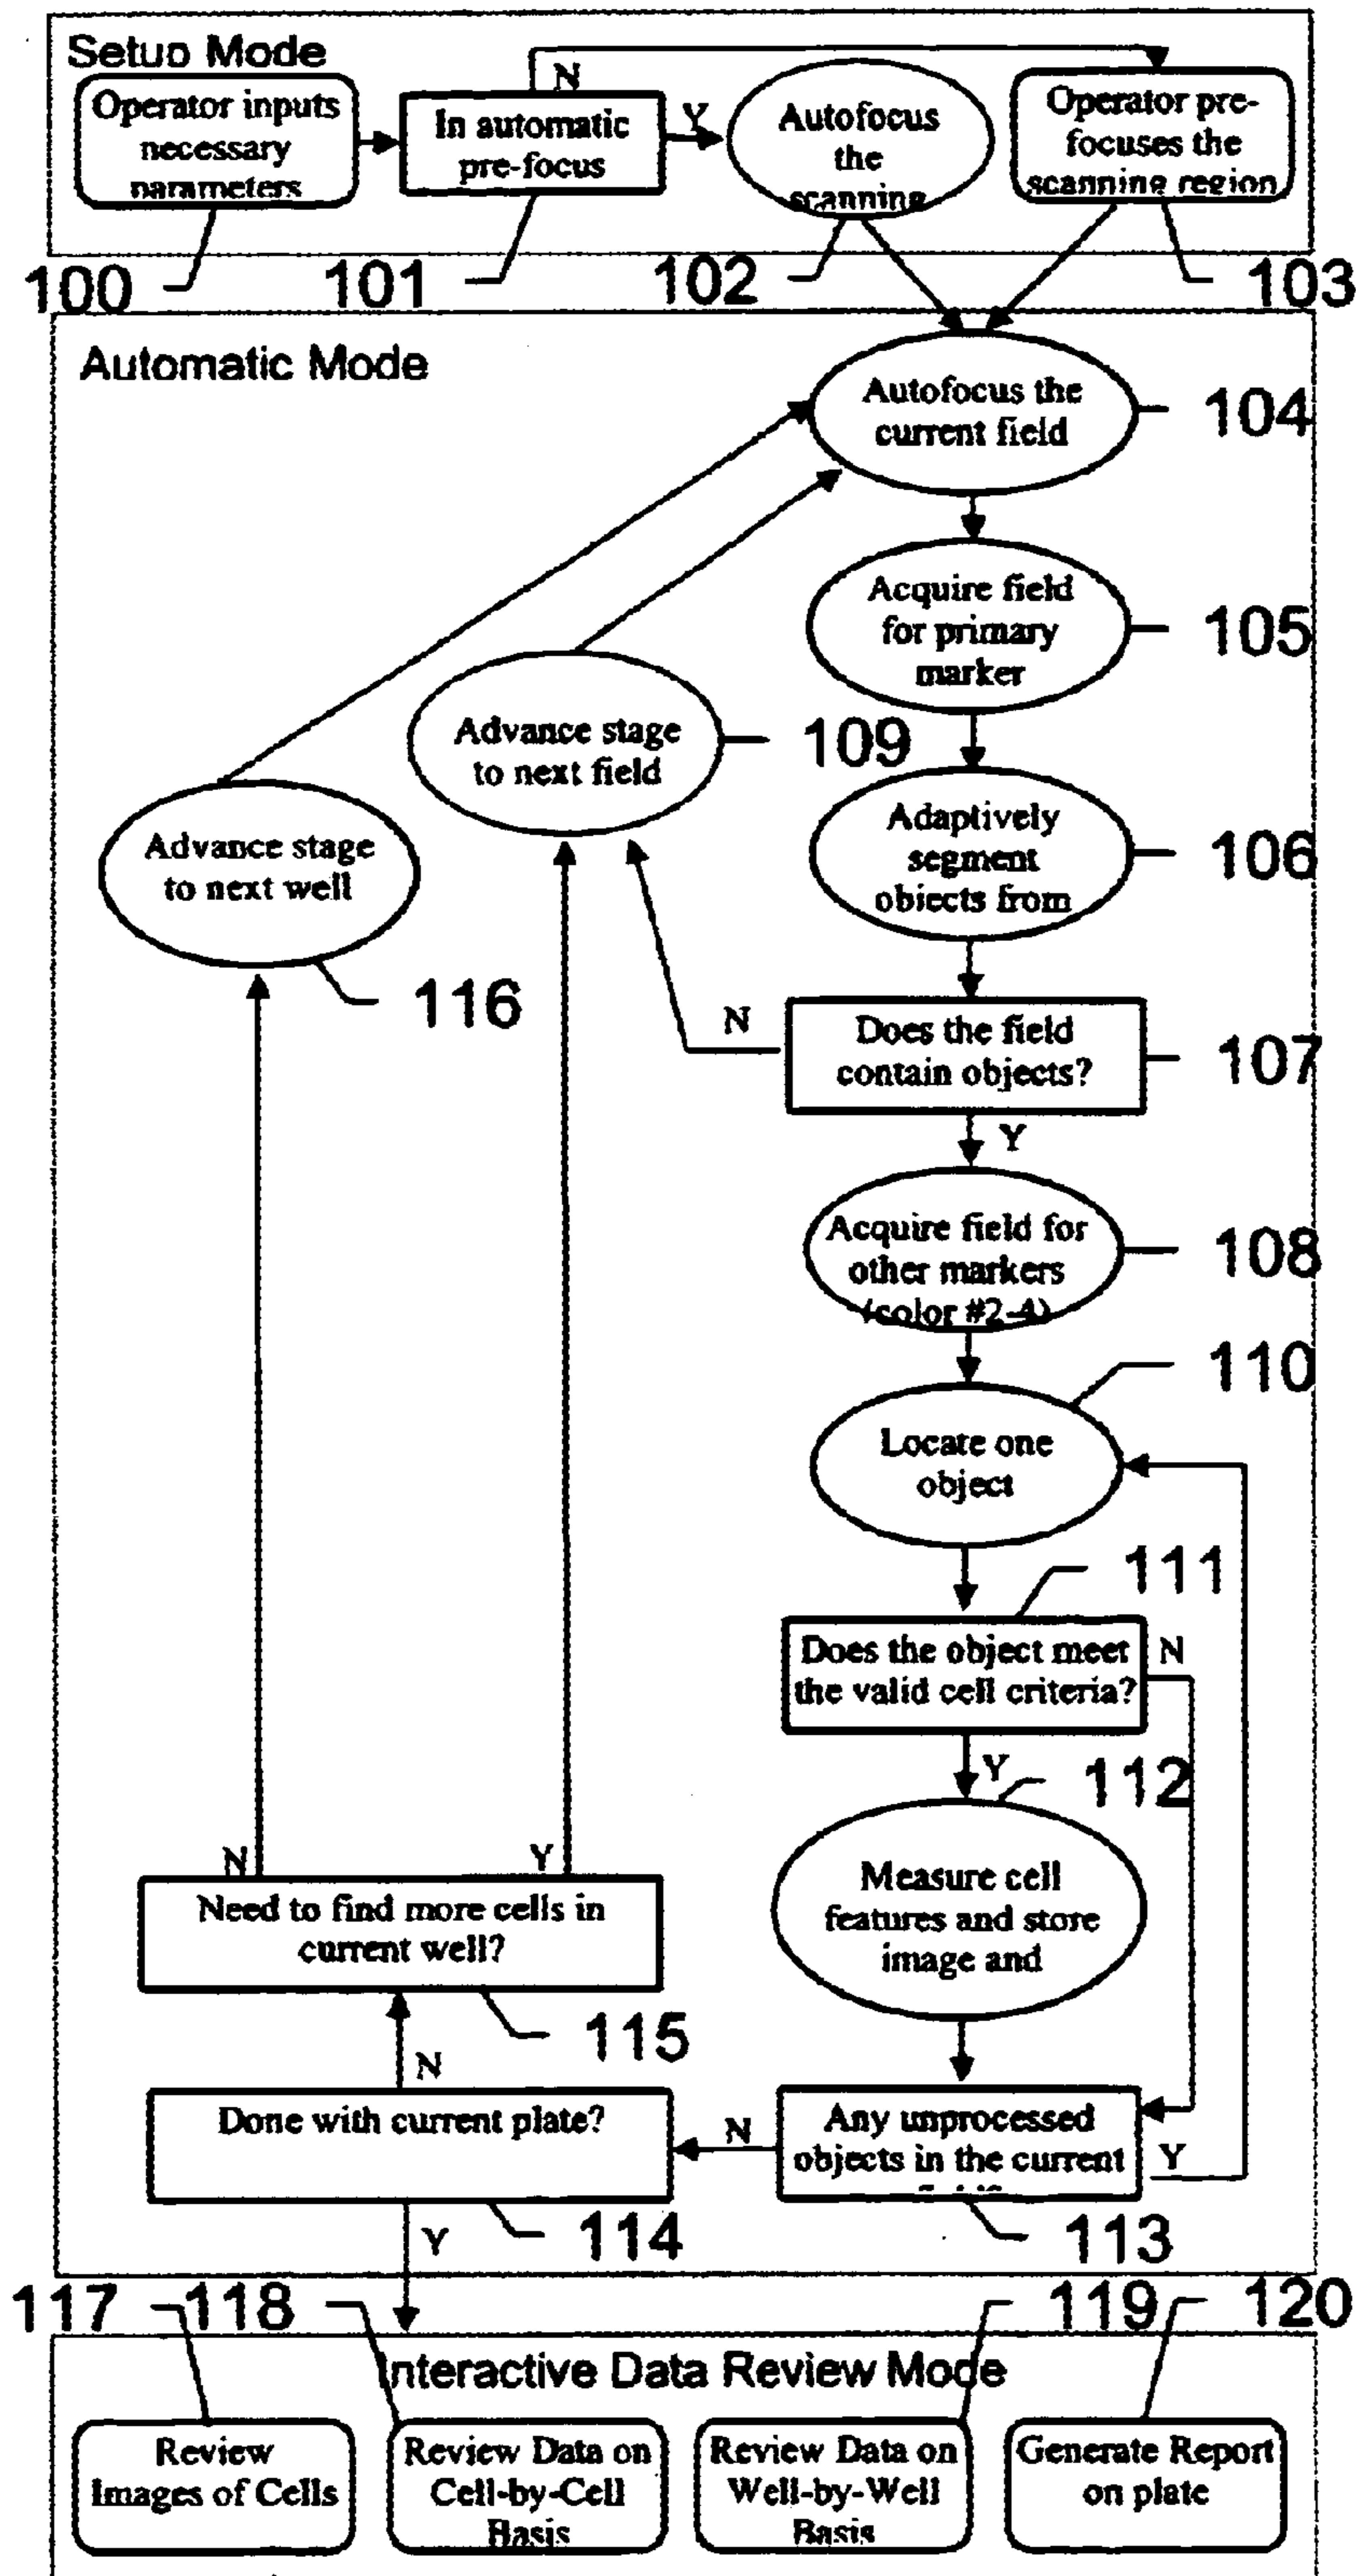 Setup Mode
Operator inputs
necessary
parameters
In automatic
pre-focus
N
Y
Autofocus
the
scanning
Operator pre-
focuses the
scanning region
100
101
102
103
Automatic Mode
Autofocus the
current field
104
Acquire field
for primary
marker
105
Advance stage
to next field
109
Adaptively
segment
objects from
106
Advance stage
to next well
116
Does the field
contain objects?
N
107
Y
Acquire field for
other markers
(color #2-4)
108
110
Locate one
object
111
Does the object meet
the valid cell criteria?
N
Y
112
Measure cell
features and store
image and
N
Y
Need to find more cells in
current well?
115
N
Done with current plate?
N
Any unprocessed
objects in the current
Y
114
Y
113
117
118
119
120
Interactive Data Review Mode
Review
Images of Cells
Review Data on
Cell-by-Cell
Basis
Review Data on
Well-by-Well
Basis
Generate Report
on plate